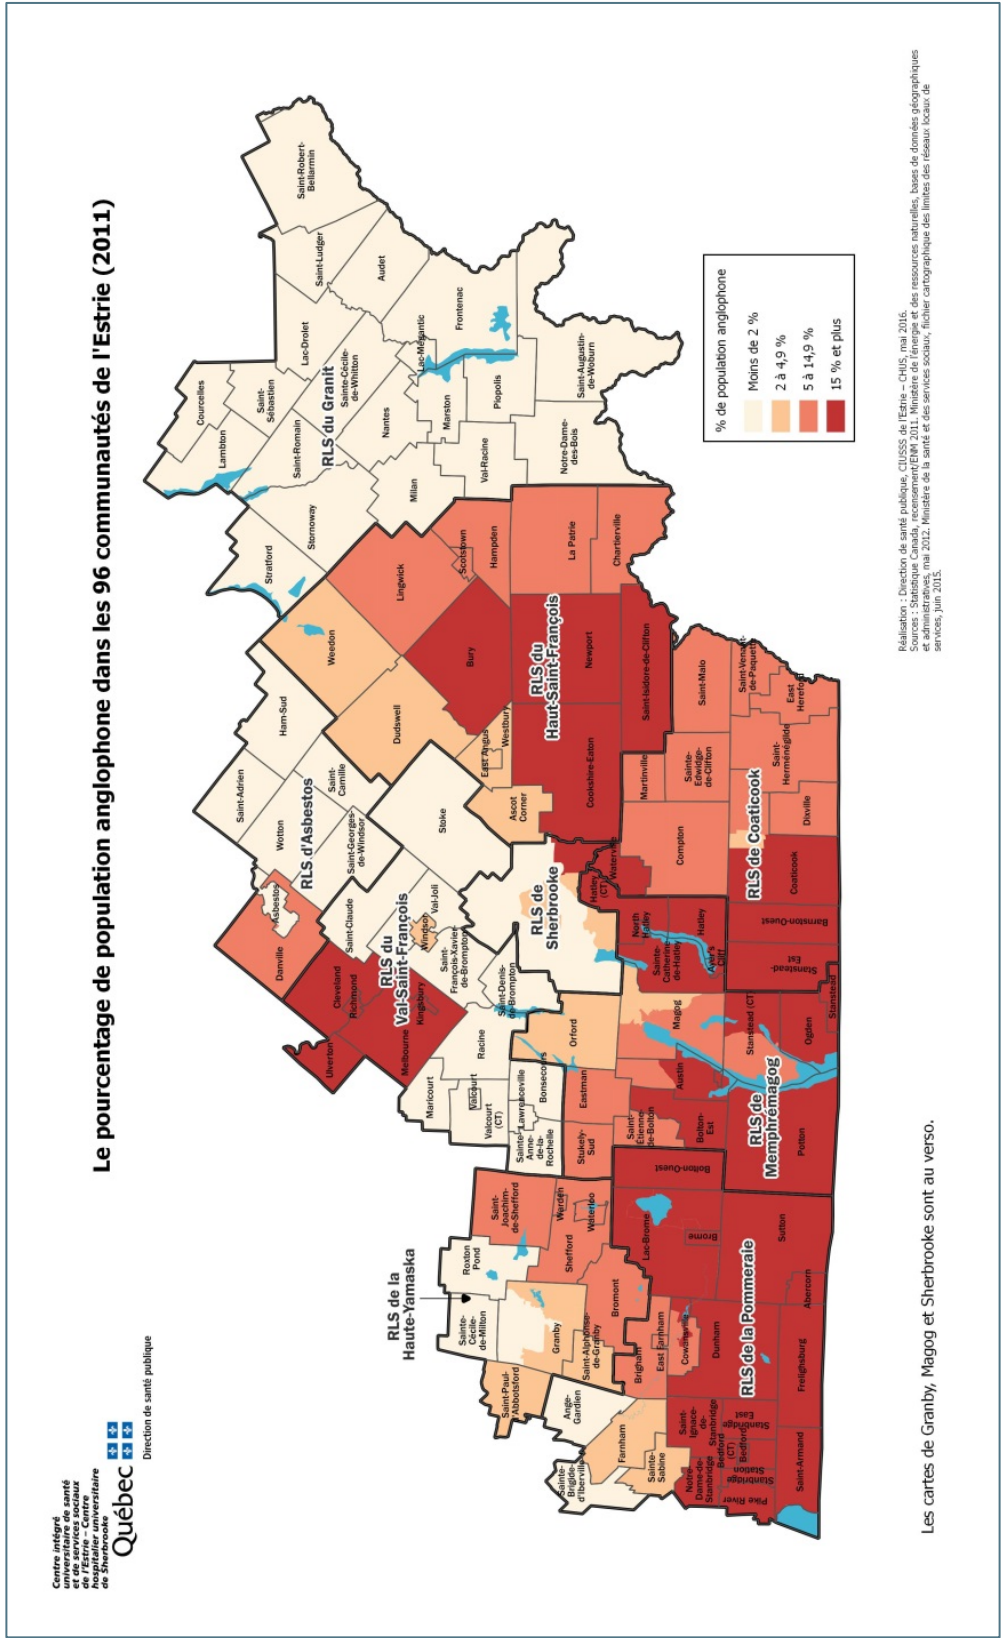 Centre intégré
universitaire de santé
et de services sociaux
de l'Estrie – Centre
hospitalier universitaire
de Sherbrooke
Québec
Direction de santé publique
Le pourcentage de population anglophone dans les 96 communautés de l'Estrie (2011)
RLS de la
Haute-Yamaska
Saint-Paul-
d'Abbotsford
Sainte-
Cécile-
de-Milton
Roxton
Pond
Saint-
Joachim-
de-Shefford
Granby
Saint-Alphonse-
de-Granby
Shefford
Warden
Waterloo
Bromont
Ange-
Gardien
Sainte-
Brigide-
d'Iberville
Farnham
Sainte-
Sabine
Brigham
East Farnham
Cowansville
Lac-Brome
Brome
Bolton-Ouest
Sutton
Abercorn
Dunham
Frelighsburg
RLS de la Pommeraie
Saint-
Ignace-
de-
Stanbridge
Notre-
Dame-de-
Stanbridge
Bedford
(CT)
Bedford
Stanbridge
East
Stanbridge
Station
Pike River
Saint-Armand
Ulverton
Melbourne
Kingsbury
Cleveland
Richmond
RLS du
Val-Saint-François
Saint-Claude
Windsor
Val-Joli
Saint-
François-Xavier-
de-Brompton
Saint-Denis-
de-Brompton
Stoke
Racine
Maricourt
Valcourt
Valcourt
(CT)
Lawrenceville
Bonsecours
Sainte-
Anne-
de-la-
Rochelle
Danville
Asbestos
RLS d'Asbestos
Wotton
Saint-Adrien
Ham-Sud
Saint-
Camille
Saint-Georges-
de-Windsor
RLS de
Sherbrooke
Orford
Eastman
Stukely-
Sud
Magog
Austin
Saint-
Étienne-
de-Bolton
Bolton-
Est
RLS de
Memphrémagog
Potton
Stanstead (CT)
Ogden
Stanstead
North
Hatley
Sainte-
Catherine-
de-Hatley
Hatley
Ayer's
Cliff
Hatley
(CT)
Waterville
Compton
Martinville
Sainte-
Edwidge-
de-Clifton
Saint-Malo
Saint-Venant-
de-Paquette
East
Hereford
Saint-
Herménégilde
Dixville
RLS de Coaticook
Coaticook
Barnston-Ouest
Stanstead-
Est
Weedon
Dudswell
Lingwick
Scotstown
Hampden
Bury
East Angus
Westbury
Ascot
Corner
RLS du
Haut-Saint-François
Newport
Cookshire-Eaton
La Patrie
Chartierville
Saint-Isidore-de-Clifton
Stratford
Stornoway
Lambton
Courcelles
Saint-
Sébastien
Saint-Romain
RLS du Granit
Lac-Drolet
Sainte-Cécile-
de-Whitton
Saint-Ludger
Saint-Robert-
Bellarmin
Audet
Lac-Mégantic
Frontenac
Nantes
Marston
Milan
Val-Racine
Piopolis
Notre-Dame-
des-Bois
Saint-Augustin-
de-Woburn
% de population anglophone
Moins de 2 %
2 à 4,9 %
5 à 14,9 %
15 % et plus
Réalisation : Direction de santé publique, CIUSSS de l'Estrie – CHUS, mai 2016.
Sources : Statistique Canada, recensement/ENM 2011. Ministère de l'énergie et des ressources naturelles, bases de données géographiques
et administratives, mai 2012. Ministère de la santé et des services sociaux, fichier cartographique des limites des réseaux locaux de
services, juin 2015.
Les cartes de Granby, Magog et Sherbrooke sont au verso.